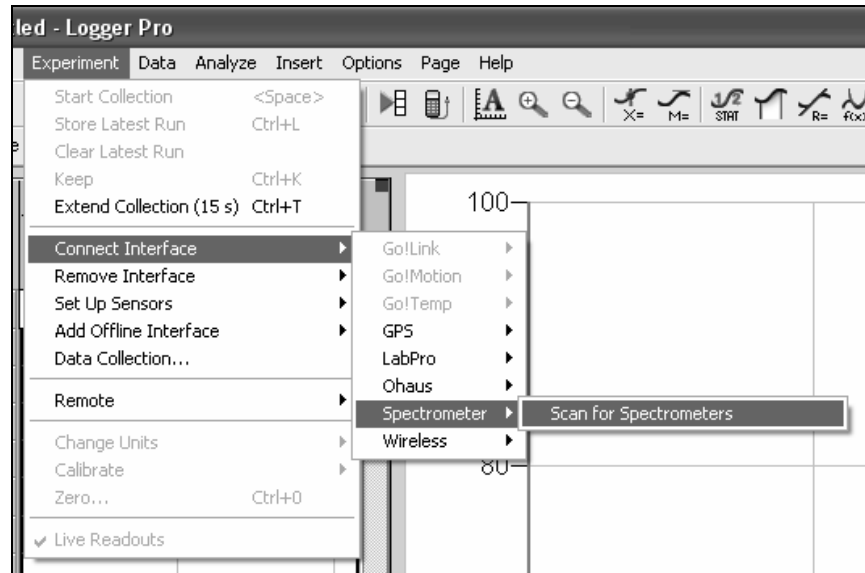 led - Logger Pro
Experiment Data Analyze Insert Options Page Help
Start Collection <Space>
Store Latest Run Ctrl+L
Clear Latest Run
Keep Ctrl+K
Extend Collection (15 s) Ctrl+T
Connect Interface
Remove Interface
Set Up Sensors
Add Offline Interface
Data Collection...
Remote
Change Units
Calibrate
Zero... Ctrl+0
Live Readouts
Go!Link
Go!Motion
Go!Temp
GPS
LabPro
Ohaus
Spectrometer
Wireless
Scan for Spectrometers
X= M= 1/2 STAT R= f(x)
A
100
80
e